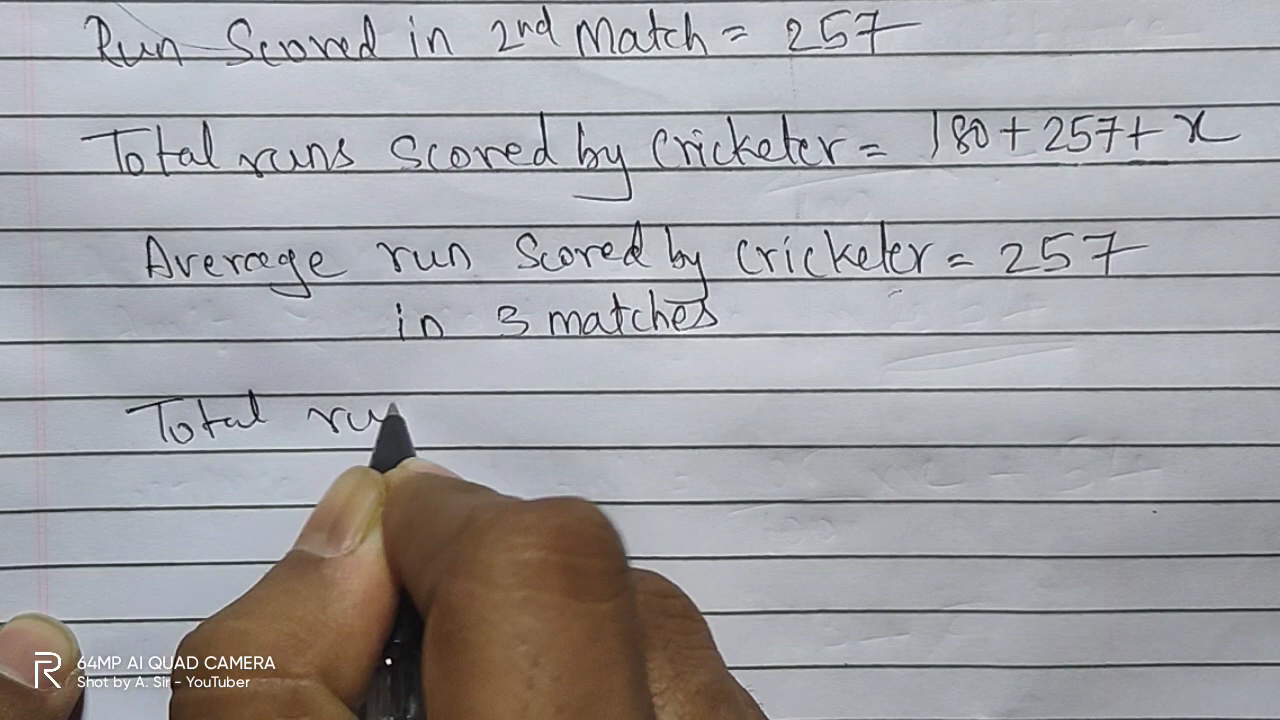 Run Scored in 2nd Match = 257
Total runs scored by cricketer = 180 + 257 + x
Average run scored by cricketer = 257
in 3 matches
Total ru
R 64MP AI QUAD CAMERA
Shot by A. Sir - YouTuber